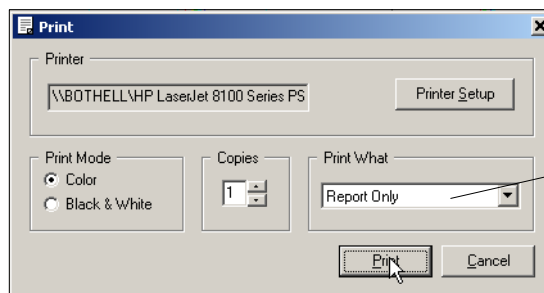 Print
Printer
\\BOTHELL\HP LaserJet 8100 Series PS
Printer Setup
Print Mode
Color
Black & White
Copies
1
Print What
Report Only
Print
Cancel